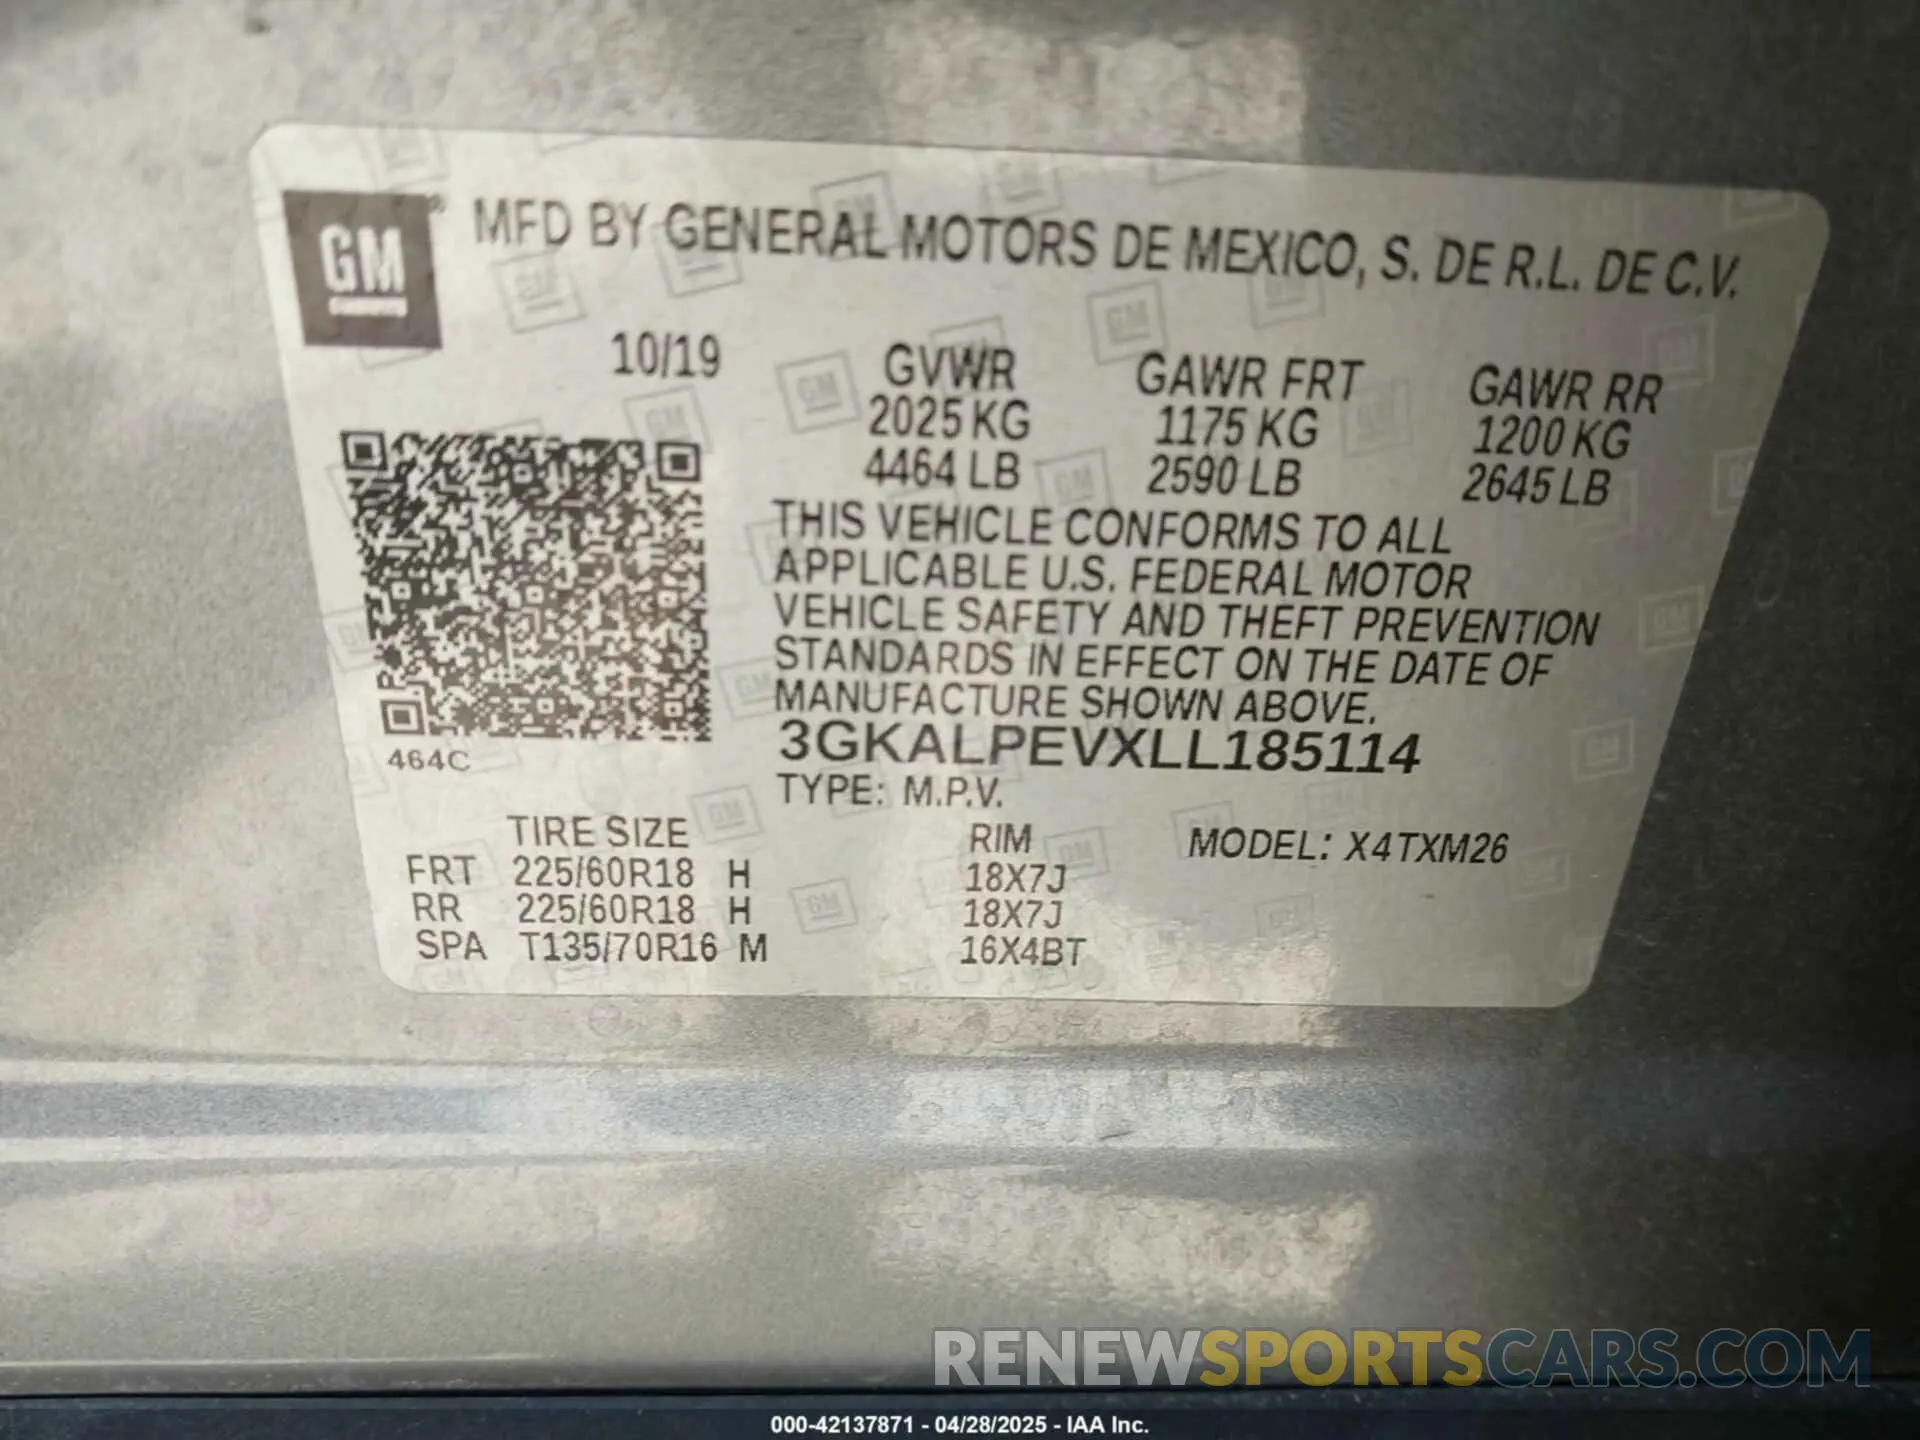 GM
MFD BY GENERAL MOTORS DE MEXICO, S. DE R.L. DE C.V.
10/19 GVWR GAWR FRT GAWR RR
2025 KG 1175 KG 1200 KG
4464 LB 2590 LB 2645 LB
THIS VEHICLE CONFORMS TO ALL
APPLICABLE U.S. FEDERAL MOTOR
VEHICLE SAFETY AND THEFT PREVENTION
STANDARDS IN EFFECT ON THE DATE OF
MANUFACTURE SHOWN ABOVE.
3GKALPEVXLL185114
464C
TYPE: M.P.V.
TIRE SIZE RIM MODEL: X4TXM26
FRT 225/60R18 H 18X7J
RR 225/60R18 H 18X7J
SPA T135/70R16 M 16X4BT
RENEWSPORTSCARS.COM
000-42137871 - 04/28/2025 - IAA Inc.